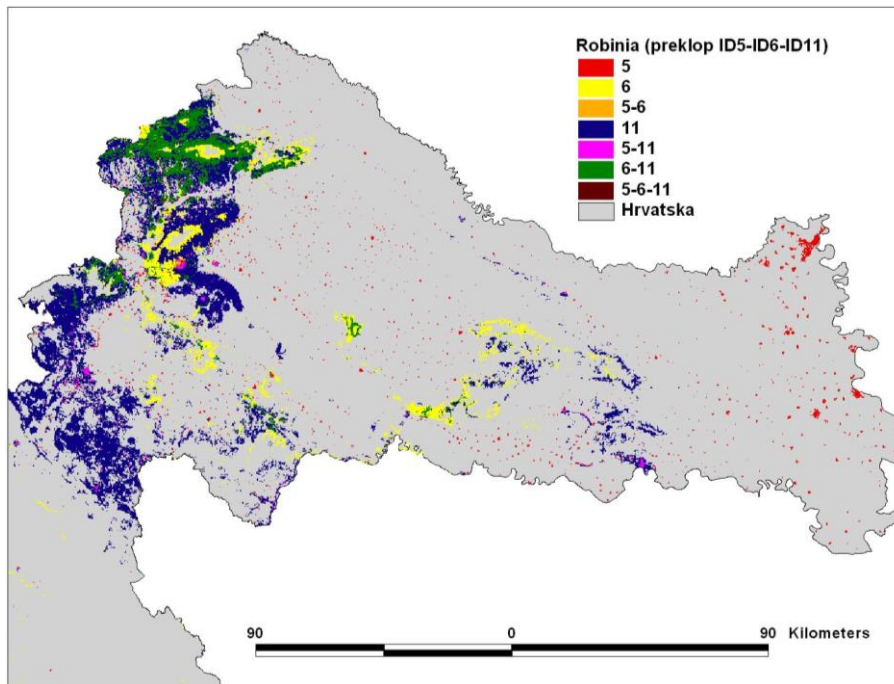 Robinia (preklop ID5-ID6-ID11)
5
6
5-6
11
5-11
6-11
5-6-11
Hrvatska
90 0 90 Kilometers